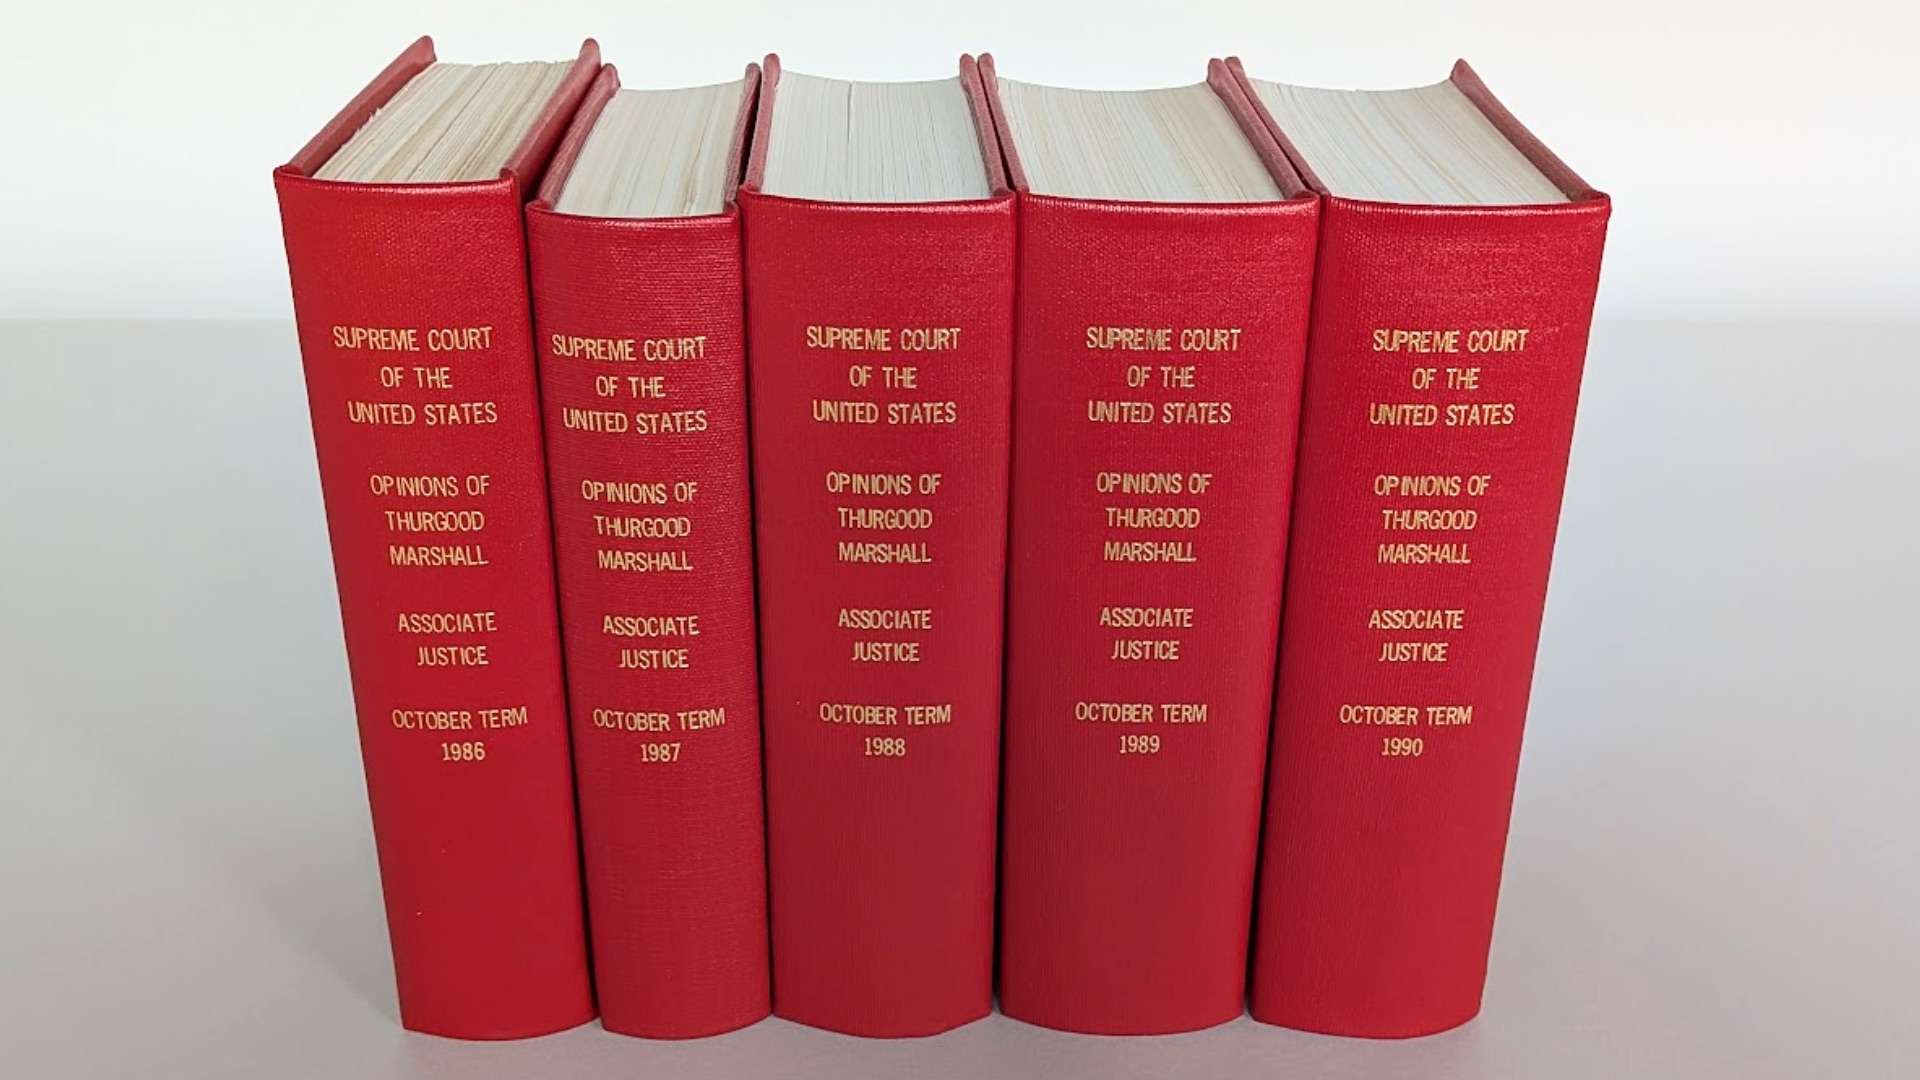 SUPREME COURT
OF THE
UNITED STATES
OPINIONS OF
THURGOOD
MARSHALL
ASSOCIATE
JUSTICE
OCTOBER TERM
1986
SUPREME COURT
OF THE
UNITED STATES
OPINIONS OF
THURGOOD
MARSHALL
ASSOCIATE
JUSTICE
OCTOBER TERM
1987
SUPREME COURT
OF THE
UNITED STATES
OPINIONS OF
THURGOOD
MARSHALL
ASSOCIATE
JUSTICE
OCTOBER TERM
1988
SUPREME COURT
OF THE
UNITED STATES
OPINIONS OF
THURGOOD
MARSHALL
ASSOCIATE
JUSTICE
OCTOBER TERM
1989
SUPREME COURT
OF THE
UNITED STATES
OPINIONS OF
THURGOOD
MARSHALL
ASSOCIATE
JUSTICE
OCTOBER TERM
1990